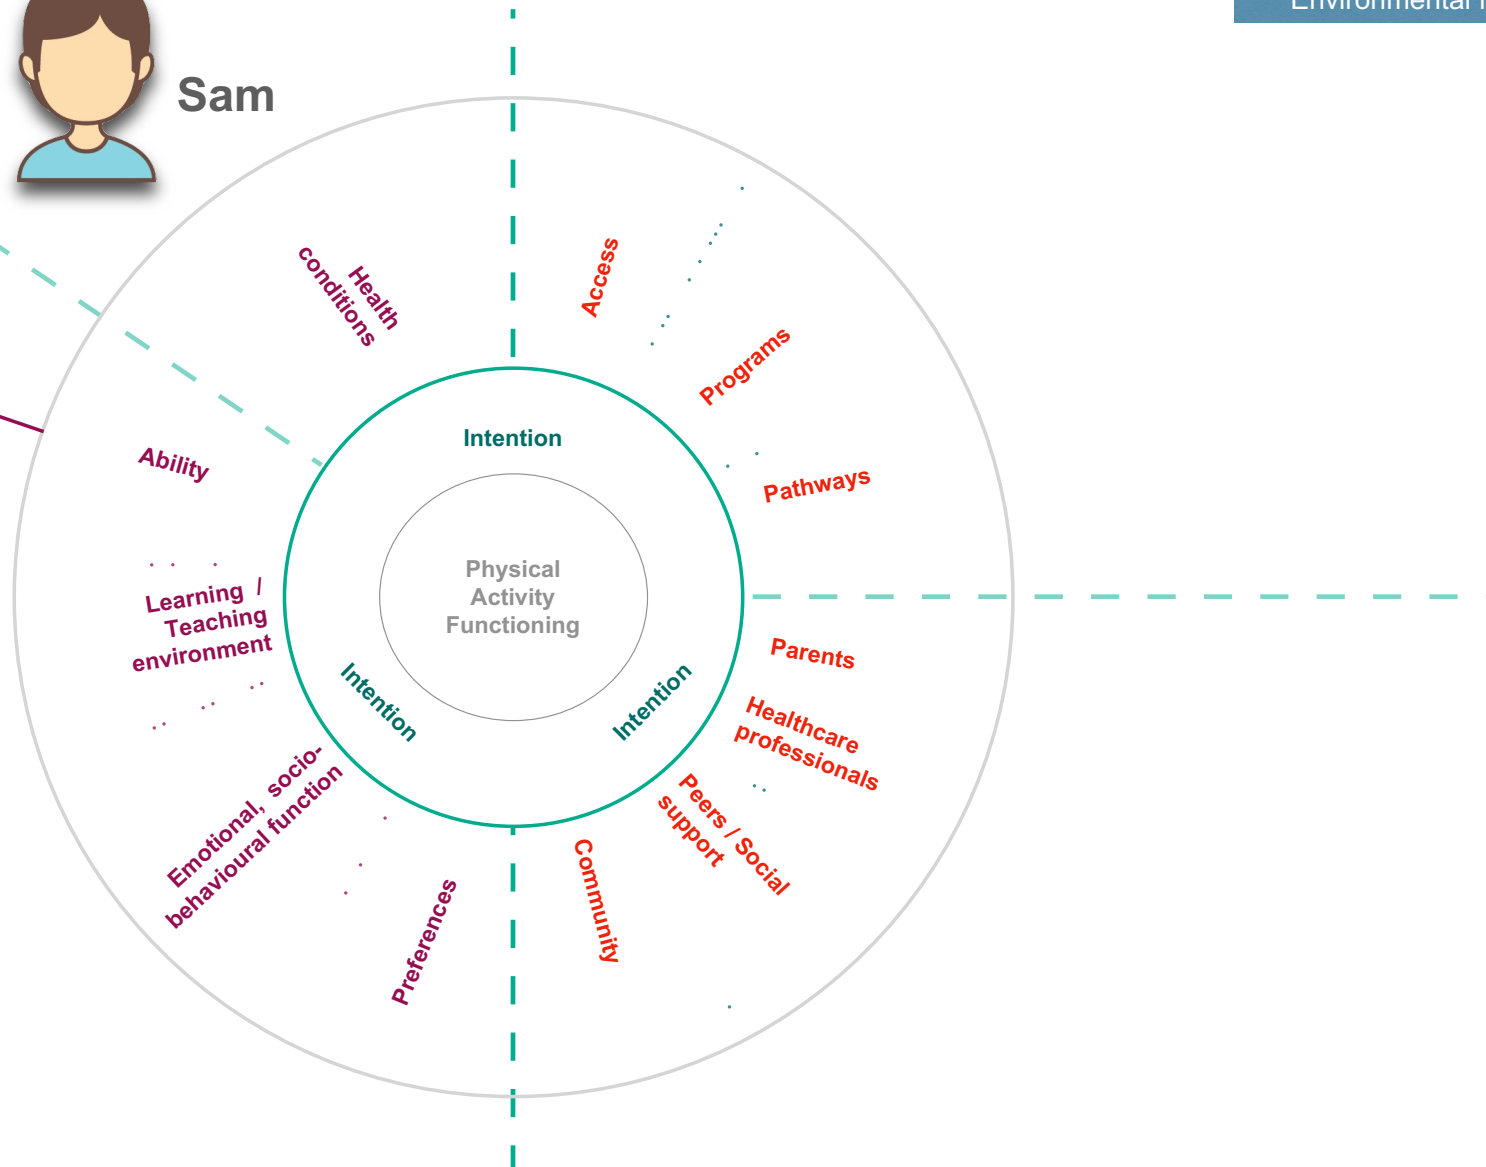 Environmental
Sam
Health
conditions
Access
Programs
Pathways
Ability
Intention
Physical
Activity
Functioning
Learning /
Teaching
environment
Intention
Intention
Parents
Healthcare
professionals
Peers / Social
support
Community
Emotional, socio-
behavioural function
Preferences